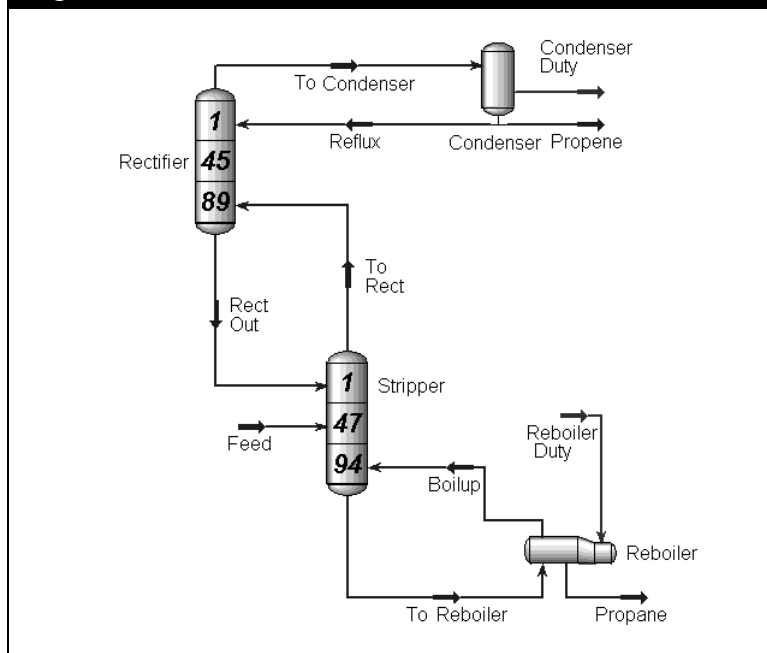 Condenser
Duty
To Condenser
1
Reflux
Condenser
Propene
Rectifier
45
89
To
Rect
Rect
Out
1
Stripper
47
Feed
Reboiler
Duty
94
Boilup
Reboiler
To Reboiler
Propane